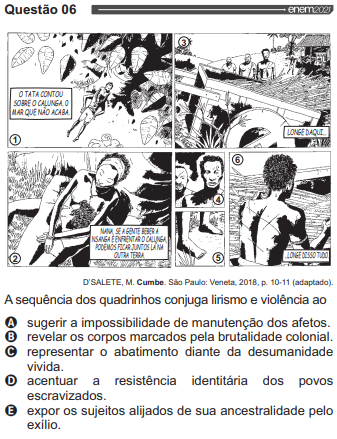 Questão 06
enem2021
O TATA CONTOU
SOBRE O CALUNGA. O
MAR QUE NÃO ACABA.
1
3
LONGE DAQUI...
NANA, SE A GENTE BEBER A
NSANGA E ENFRENTAR O CALUNGA,
PODEMOS FICAR JUNTOS LÁ NA
OUTRA TERRA.
2
4
5
6
...LONGE DISSO TUDO.
D'SALETE, M. Cumbe. São Paulo: Veneta, 2018, p. 10-11 (adaptado).
A sequência dos quadrinhos conjuga lirismo e violência ao
A sugerir a impossibilidade de manutenção dos afetos.
B revelar os corpos marcados pela brutalidade colonial.
C representar o abatimento diante da desumanidade
vivida.
D acentuar a resistência identitária dos povos
escravizados.
E expor os sujeitos alijados de sua ancestralidade pelo
exílio.